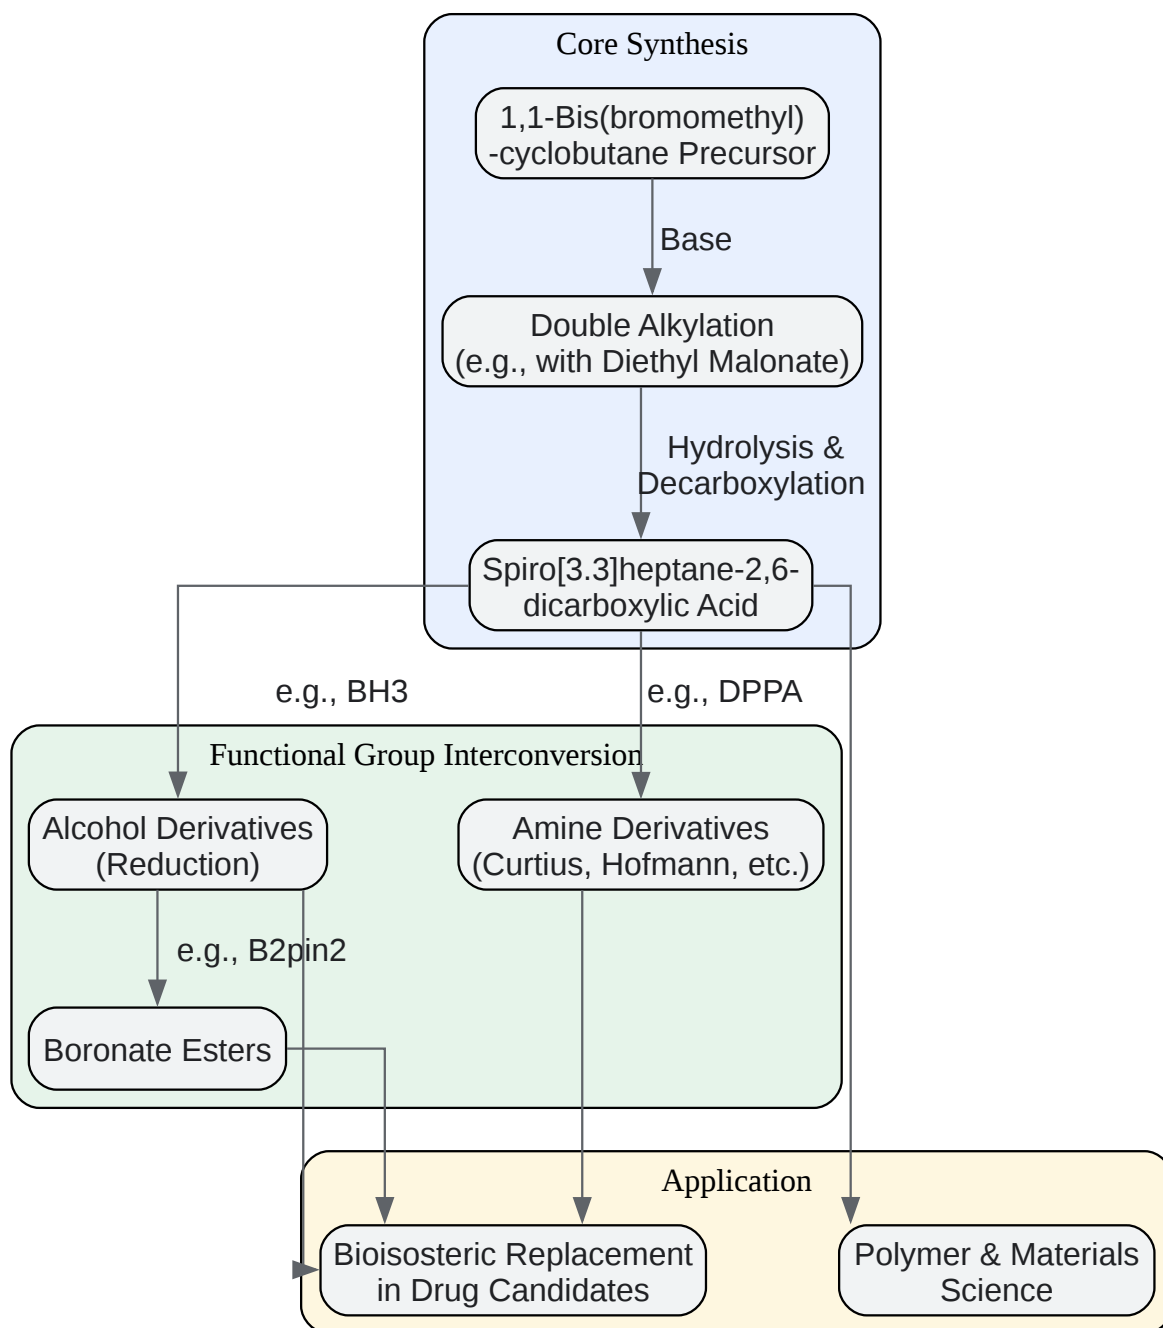 Core Synthesis
1,1-Bis(bromomethyl)
-cyclobutane Precursor
Base
Double Alkylation
(e.g., with Diethyl Malonate)
Hydrolysis &
Decarboxylation
Spiro[3.3]heptane-2,6-
dicarboxylic Acid
e.g., BH3
e.g., DPPA
Functional Group Interconversion
Alcohol Derivatives
(Reduction)
Amine Derivatives
(Curtius, Hofmann, etc.)
e.g., B2pin2
Boronate Esters
Application
Bioisosteric Replacement
in Drug Candidates
Polymer & Materials
Science